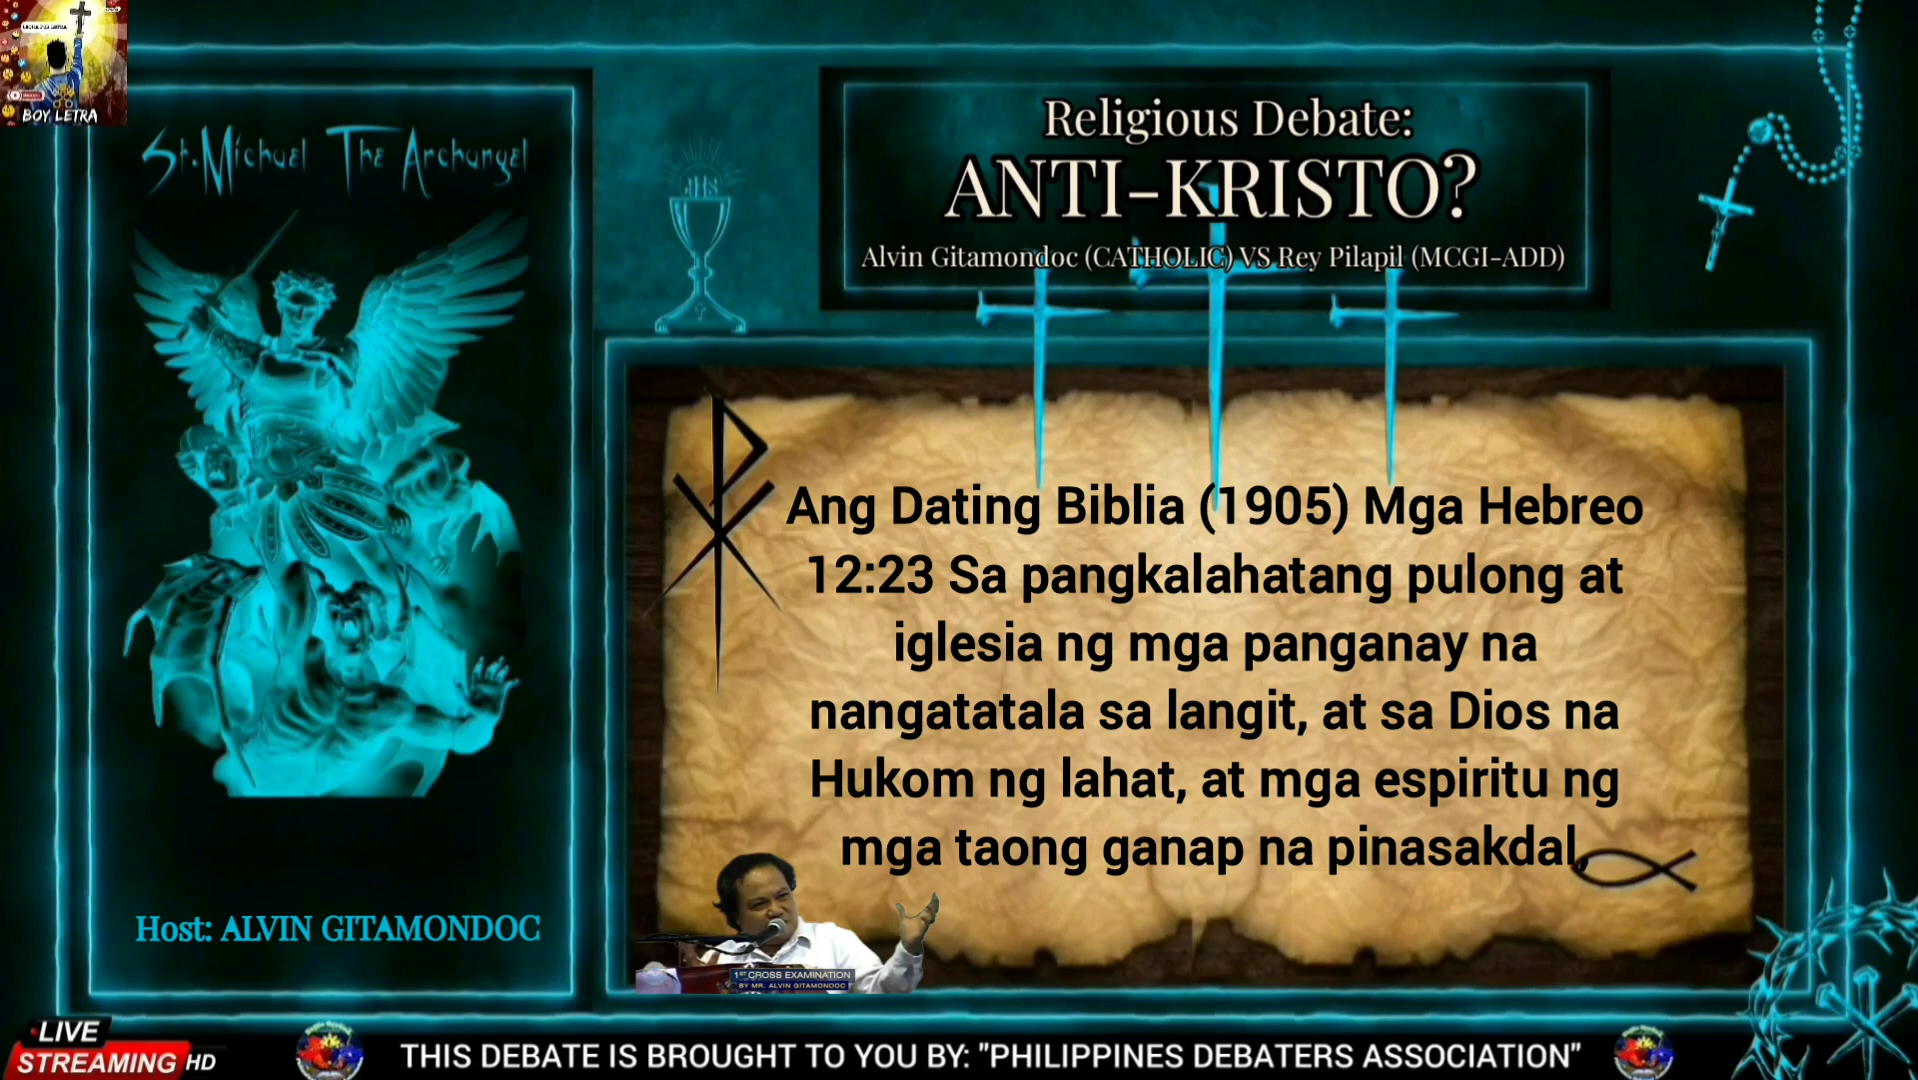 BOY LETRA
St. Michael The Archangel
IHS
Religious Debate:
ANTI-KRISTO?
Alvin Gitamondoc (CATHOLIC) VS Rey Pilapil (MCGI-ADD)
Ang Dating Biblia (1905) Mga Hebreo
12:23 Sa pangkalahatang pulong at
iglesia ng mga panganay na
nangatatala sa langit, at sa Dios na
Hukom ng lahat, at mga espiritu ng
mga taong ganap na pinasakdal,
Host: ALVIN GITAMONDOC
1ST CROSS EXAMINATION
BY MR. ALVIN GITAMONDOC
LIVE
STREAMING HD
THIS DEBATE IS BROUGHT TO YOU BY: "PHILIPPINES DEBATERS ASSOCIATION"